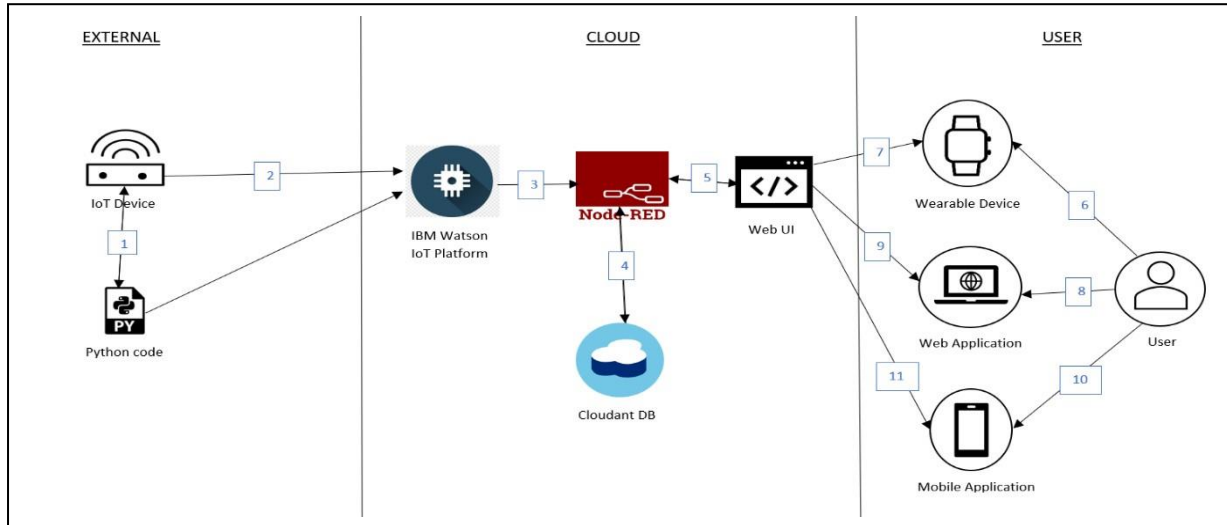 EXTERNAL
CLOUD
USER
IoT Device
1
2
PY
Python code
IBM Watson
IoT Platform
3
Node-RED
4
Cloudant DB
5
</>
Web UI
7
Wearable Device
6
9
Web Application
8
User
11
10
Mobile Application